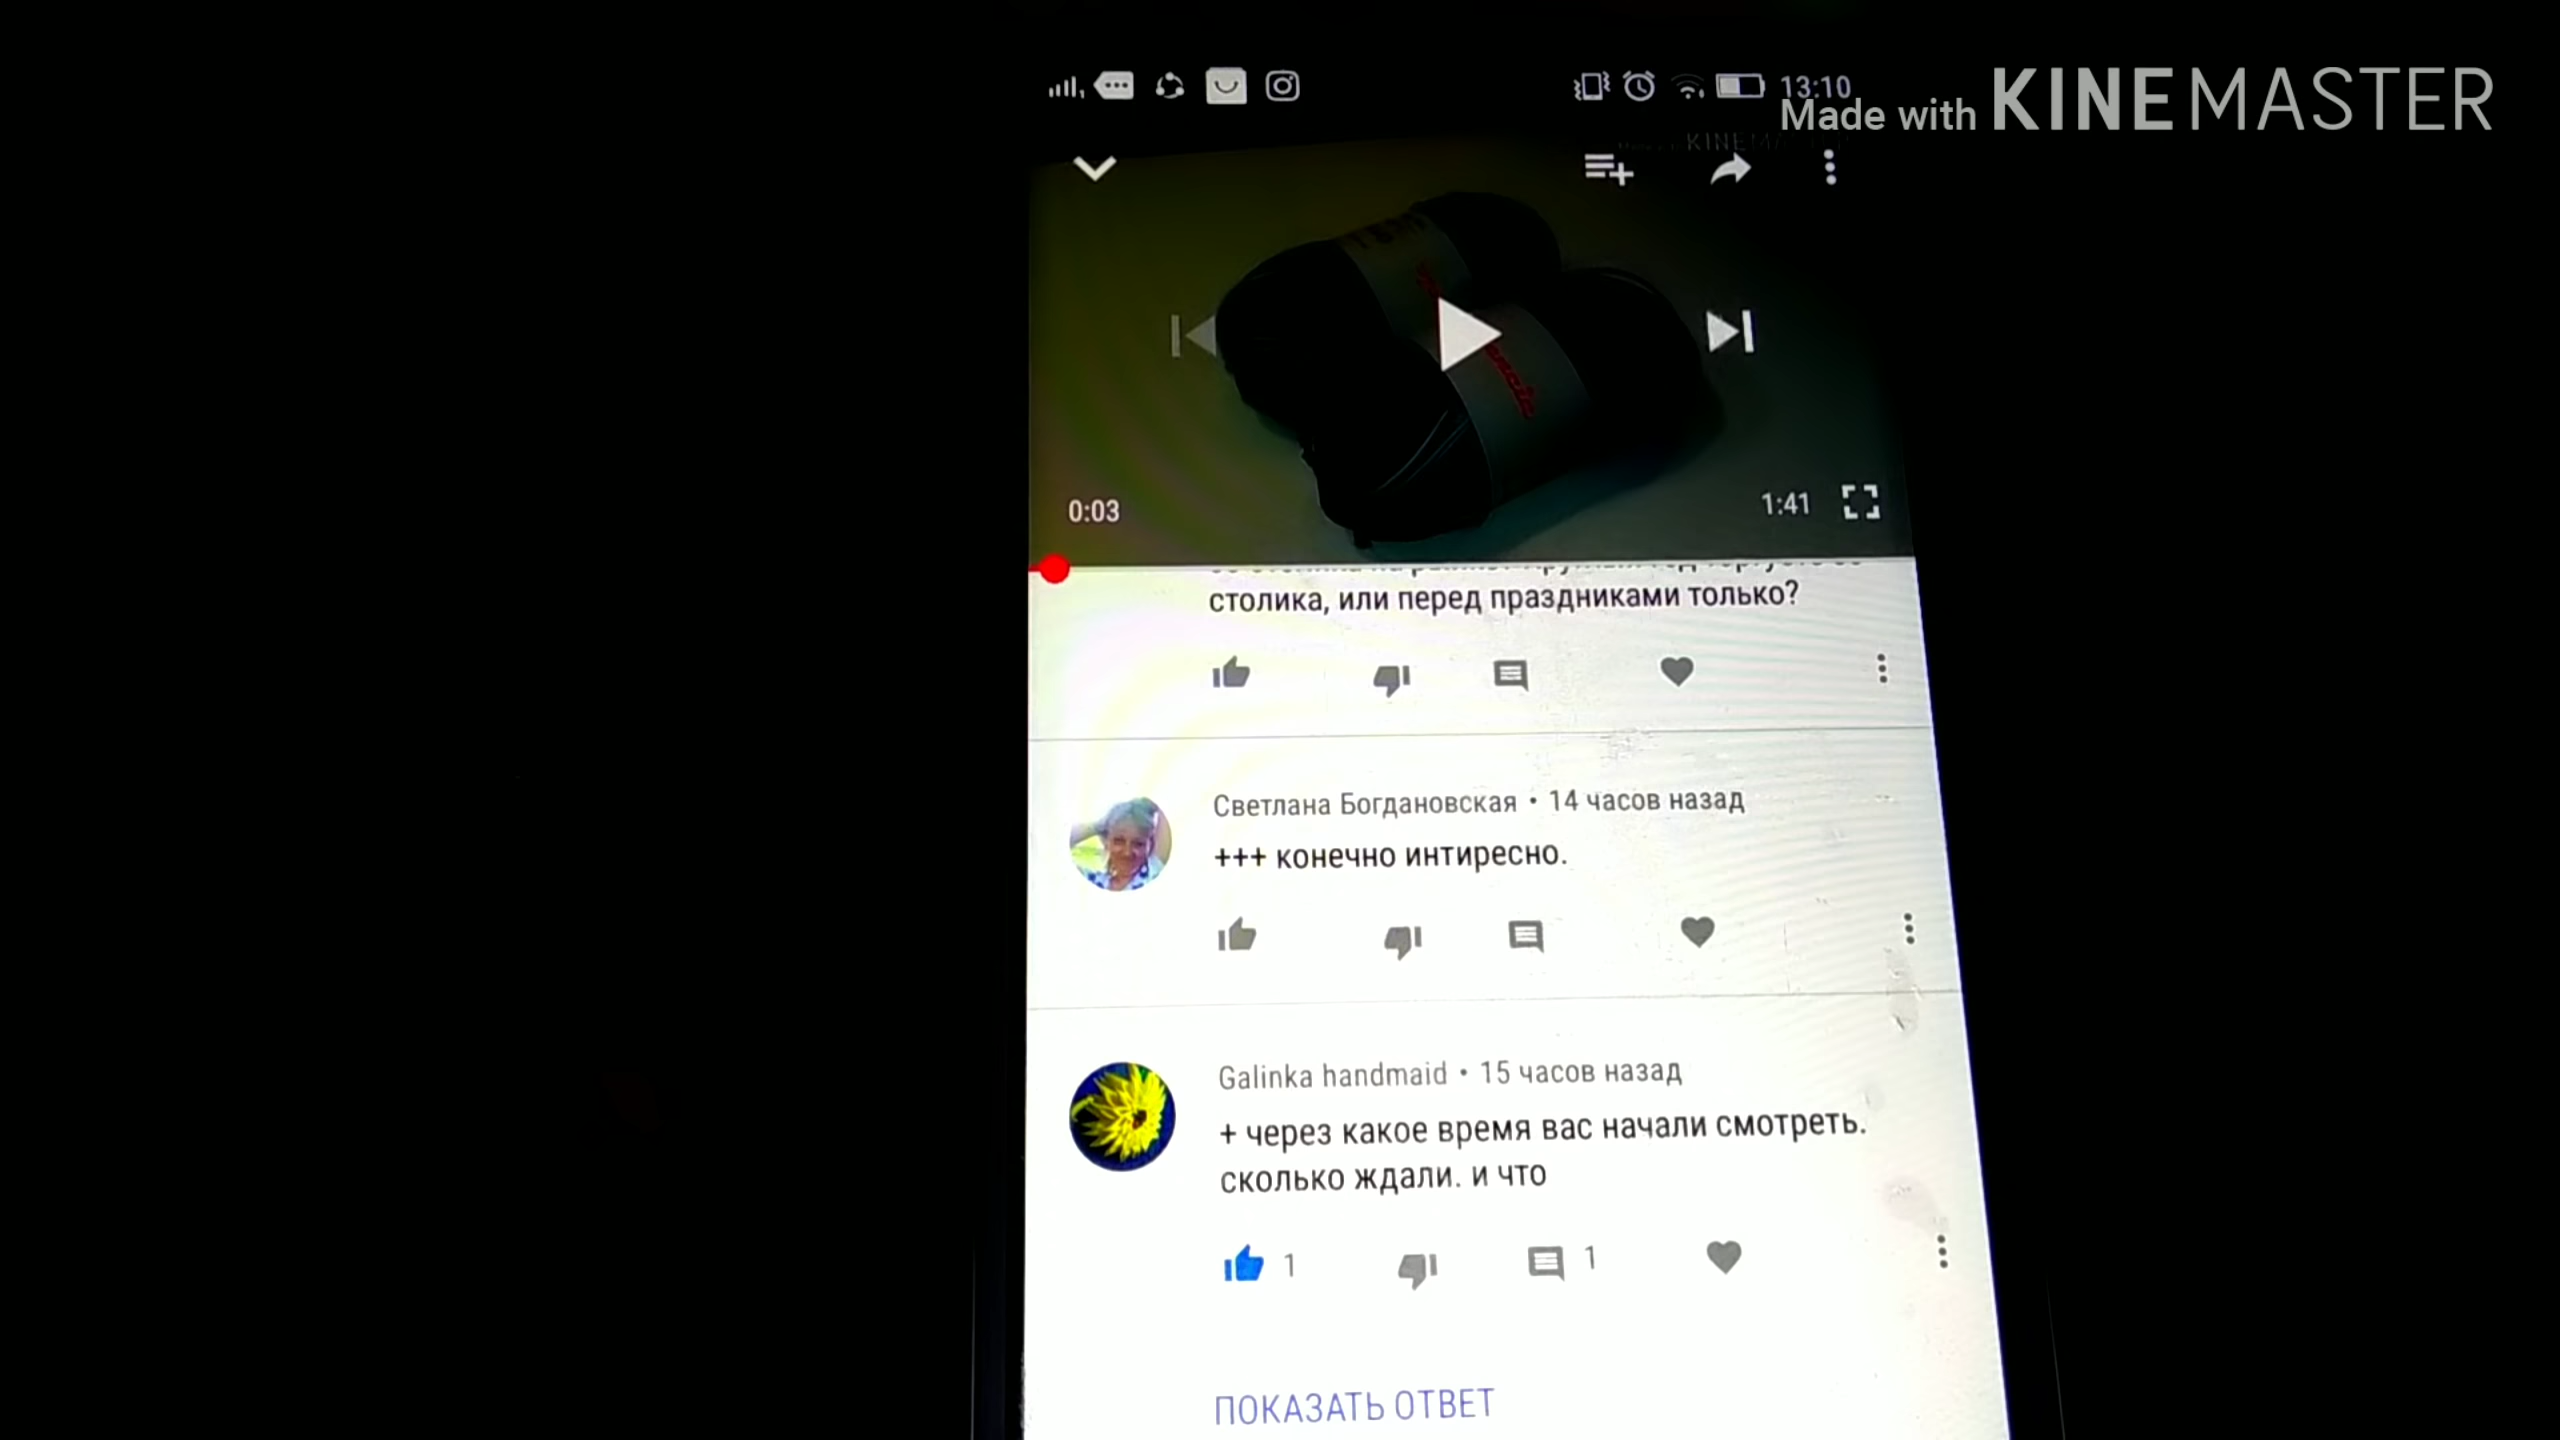 13:10
Made with KINEMASTER
0:03
1:41
столика, или перед праздниками только?
Светлана Богдановская • 14 часов назад
+++ конечно интиресно.
Galinka handmaid • 15 часов назад
+ через какое время вас начали смотреть.
сколько ждали. и что
1
1
ПОКАЗАТЬ ОТВЕТ